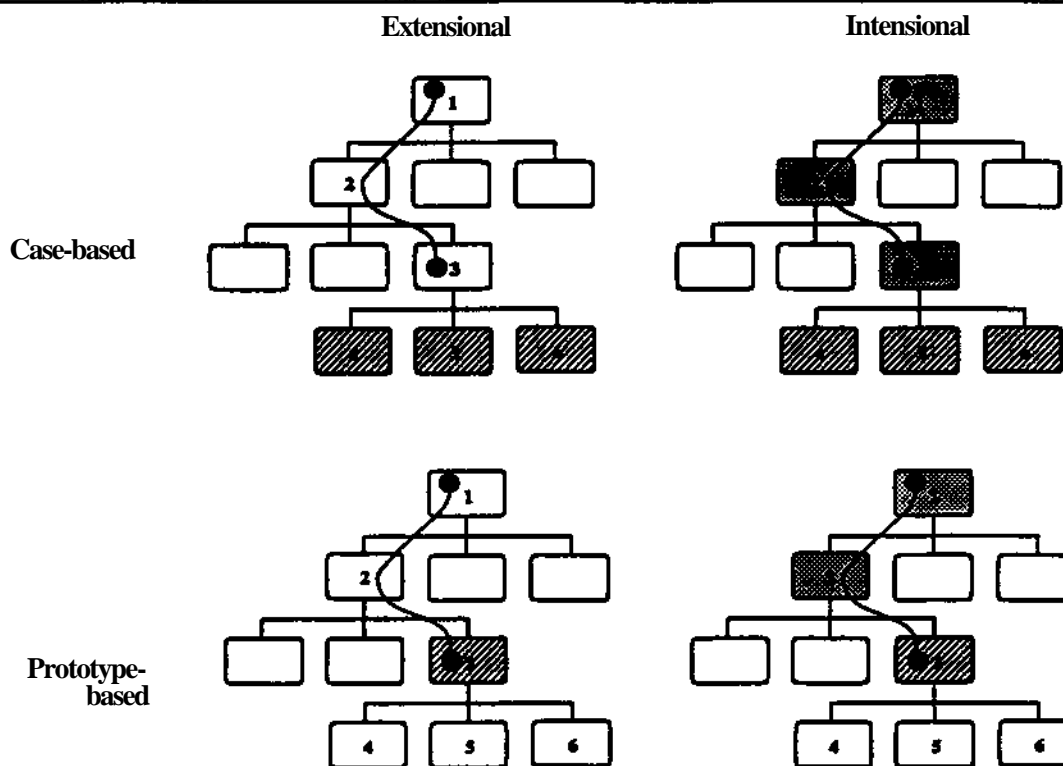 Extensional
Intensional
1
2
Case-based
3
1
2
Prototype-
based
4
5
6
4
5
6